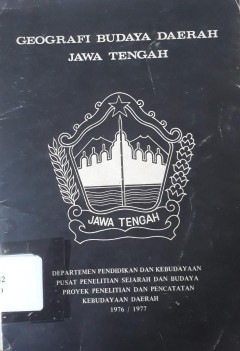 GEOGRAFI BUDAYA DAERAH
JAWA TENGAH
JAWA TENGAH
DEPARTEMEN PENDIDIKAN DAN KEBUDAYAAN
PUSAT PENELITIAN SEJARAH DAN BUDAYA
PROYEK PENELITIAN DAN PENCATATAN
KEBUDAYAAN DAERAH
1976 / 1977